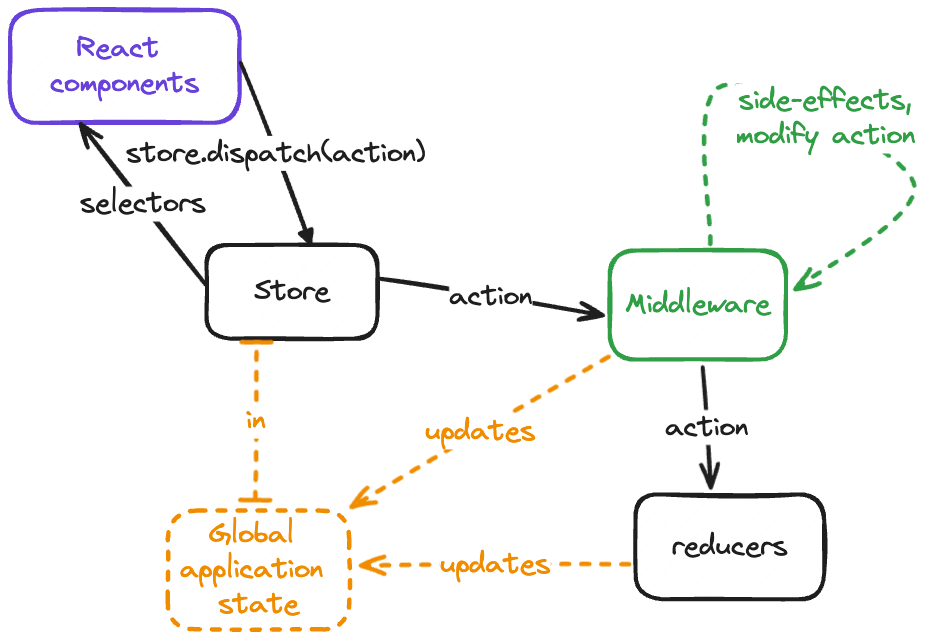 React
components
side-effects,
modify action
store.dispatch(action)
selectors
Store
action
Middleware
in
updates
action
Global
application
state
updates
reducers